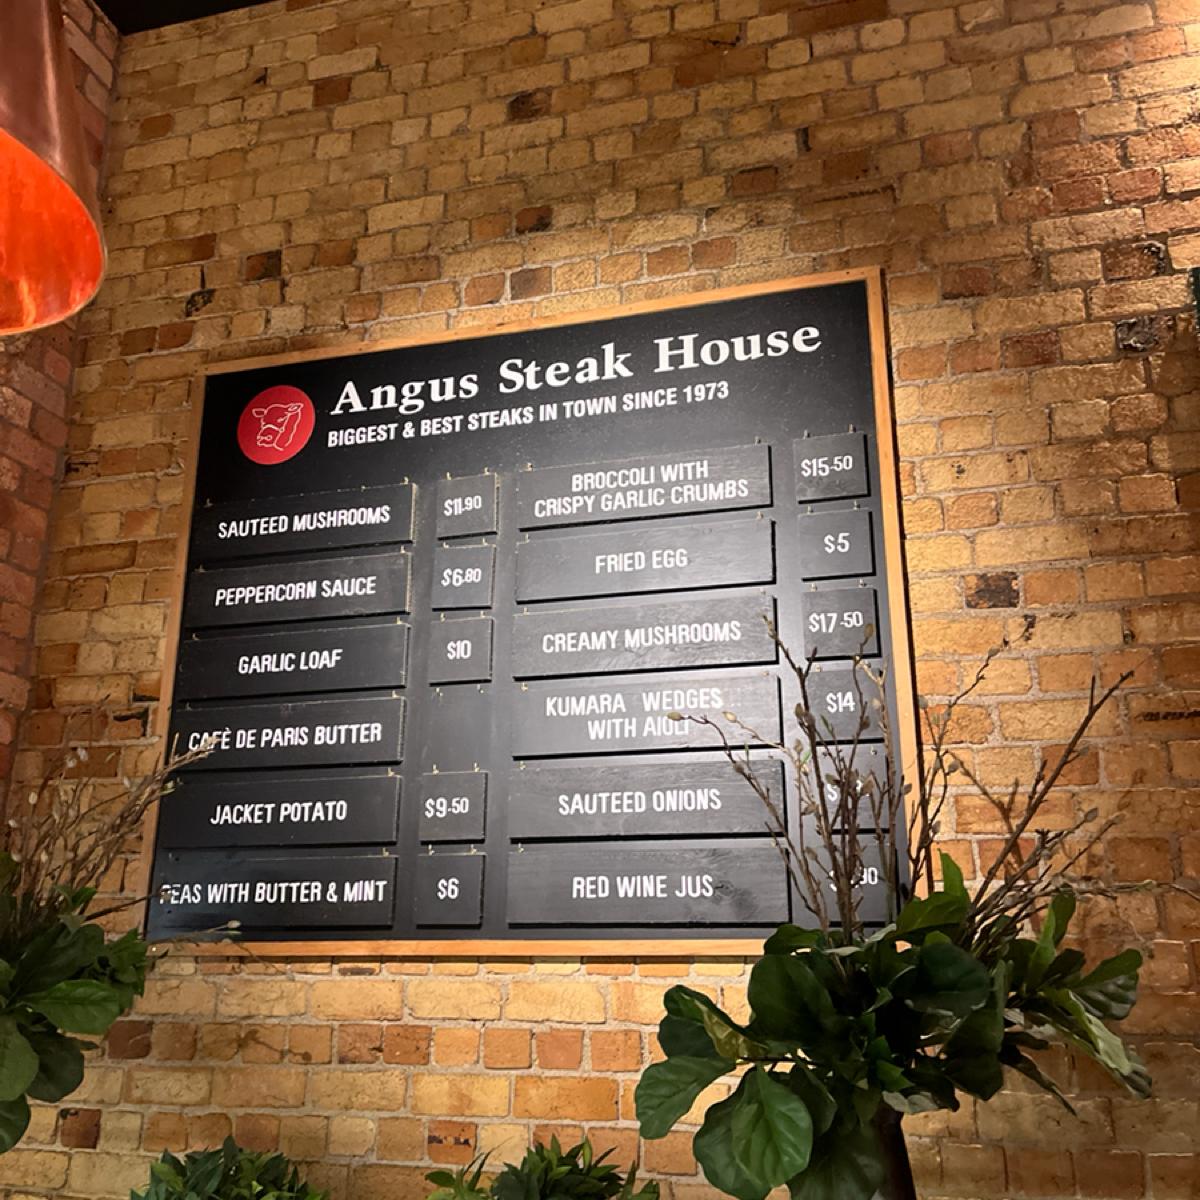 Angus Steak House
BIGGEST & BEST STEAKS IN TOWN SINCE 1973
SAUTEED MUSHROOMS $11.90
PEPPERCORN SAUCE $6.80
GARLIC LOAF $10
CAFÈ DE PARIS BUTTER
JACKET POTATO $9.50
PEAS WITH BUTTER & MINT $6
BROCCOLI WITH
CRISPY GARLIC CRUMBS $15.50
FRIED EGG $5
CREAMY MUSHROOMS $17.50
KUMARA WEDGES
WITH AIOLI $14
SAUTEED ONIONS
RED WINE JUS